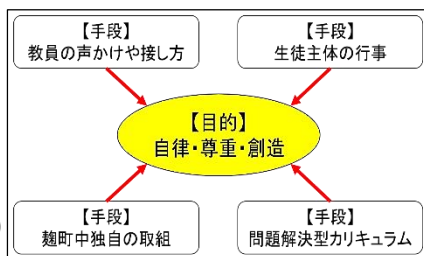 【手段】
教員の声かけや接し方
【手段】
生徒主体の行事
【目的】
自律・尊重・創造
【手段】
麹町中独自の取組
【手段】
問題解決型カリキュラム